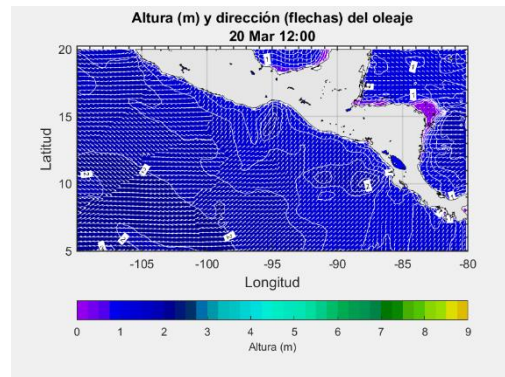 Altura (m) y dirección (flechas) del oleaje
20 Mar 12:00
20
15
10
5
Latitud
-105
-100
-95
-90
-85
-80
Longitud
0 1 2 3 4 5 6 7 8 9
Altura (m)